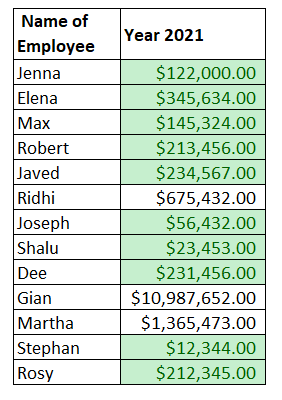 Name of
Employee Year 2021
Jenna $122,000.00
Elena $345,634.00
Max $145,324.00
Robert $213,456.00
Javed $234,567.00
Ridhi $675,432.00
Joseph $56,432.00
Shalu $23,453.00
Dee $231,456.00
Gian $10,987,652.00
Martha $1,365,473.00
Stephan $12,344.00
Rosy $212,345.00